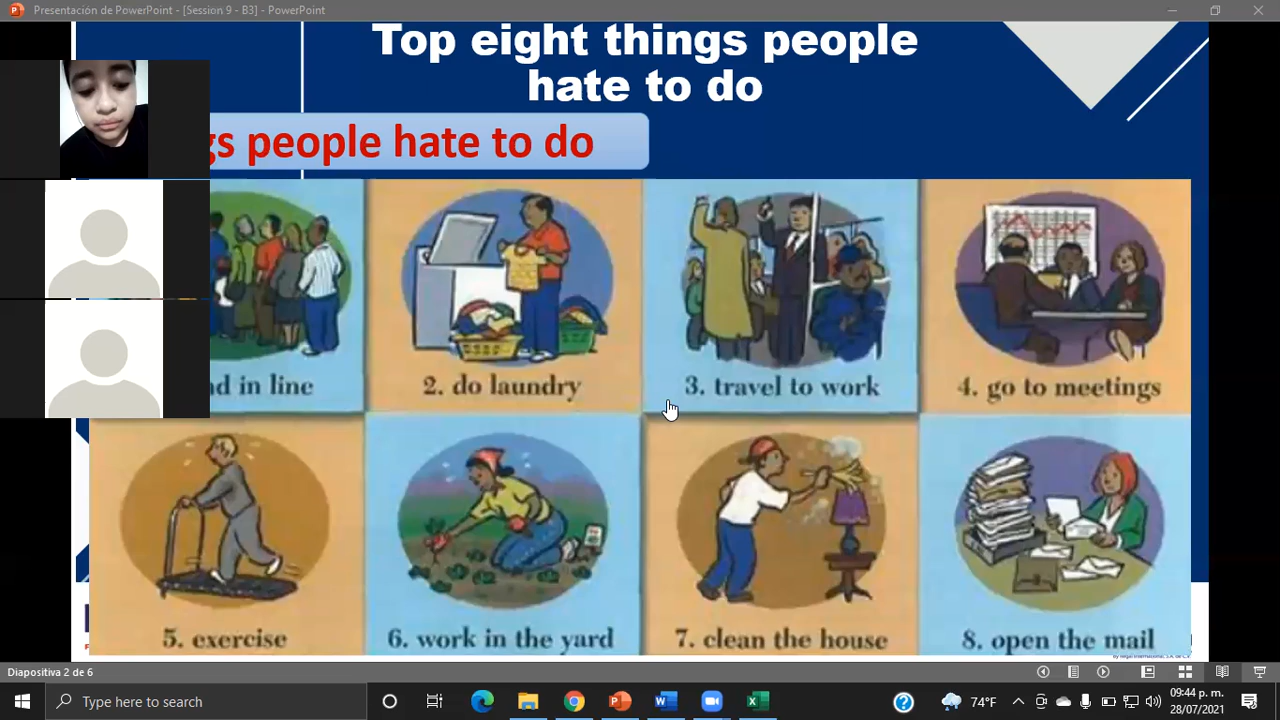 Presentación de PowerPoint - [Session 9 - B3] - PowerPoint
Top eight things people
hate to do
people hate to do
in line
2. do laundry
3. travel to work
4. go to meetings
5. exercise
6. work in the yard
7. clean the house
8. open the mail
Diapositiva 2 de 6
Type here to search
74°F
09:44 p. m.
28/07/2021